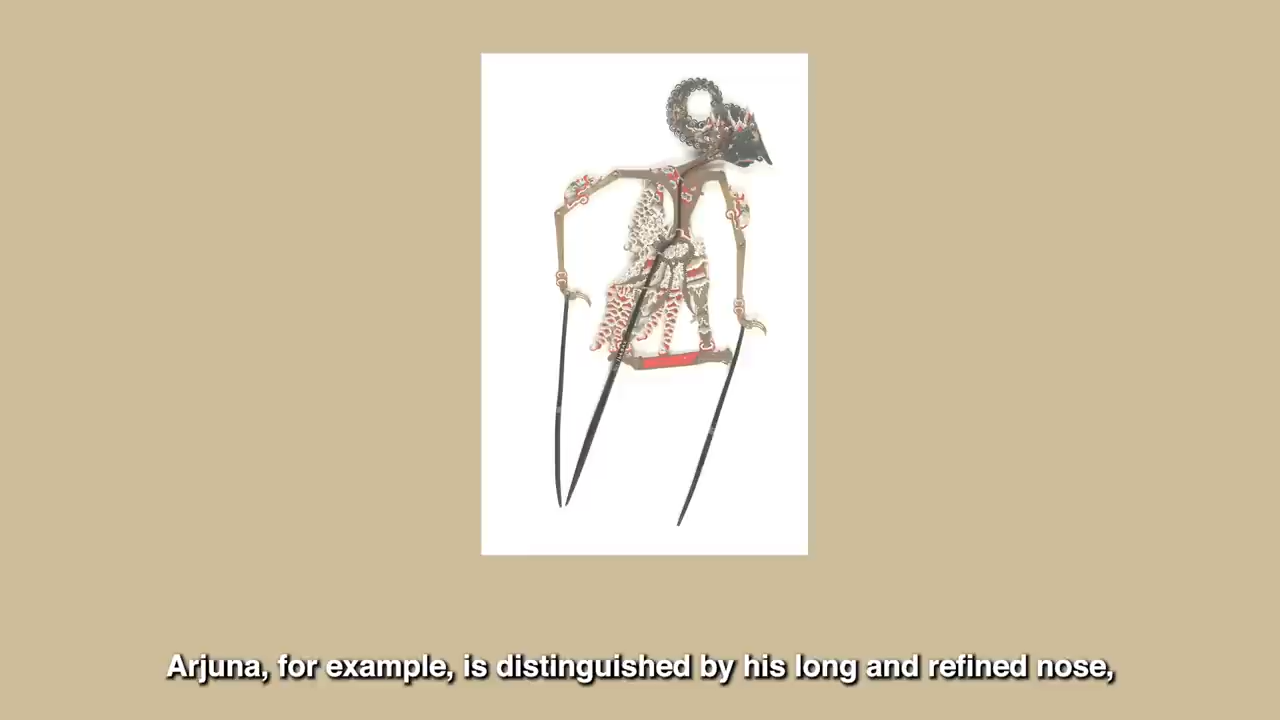 Arjuna, for example, is distinguished by his long and refined nose,